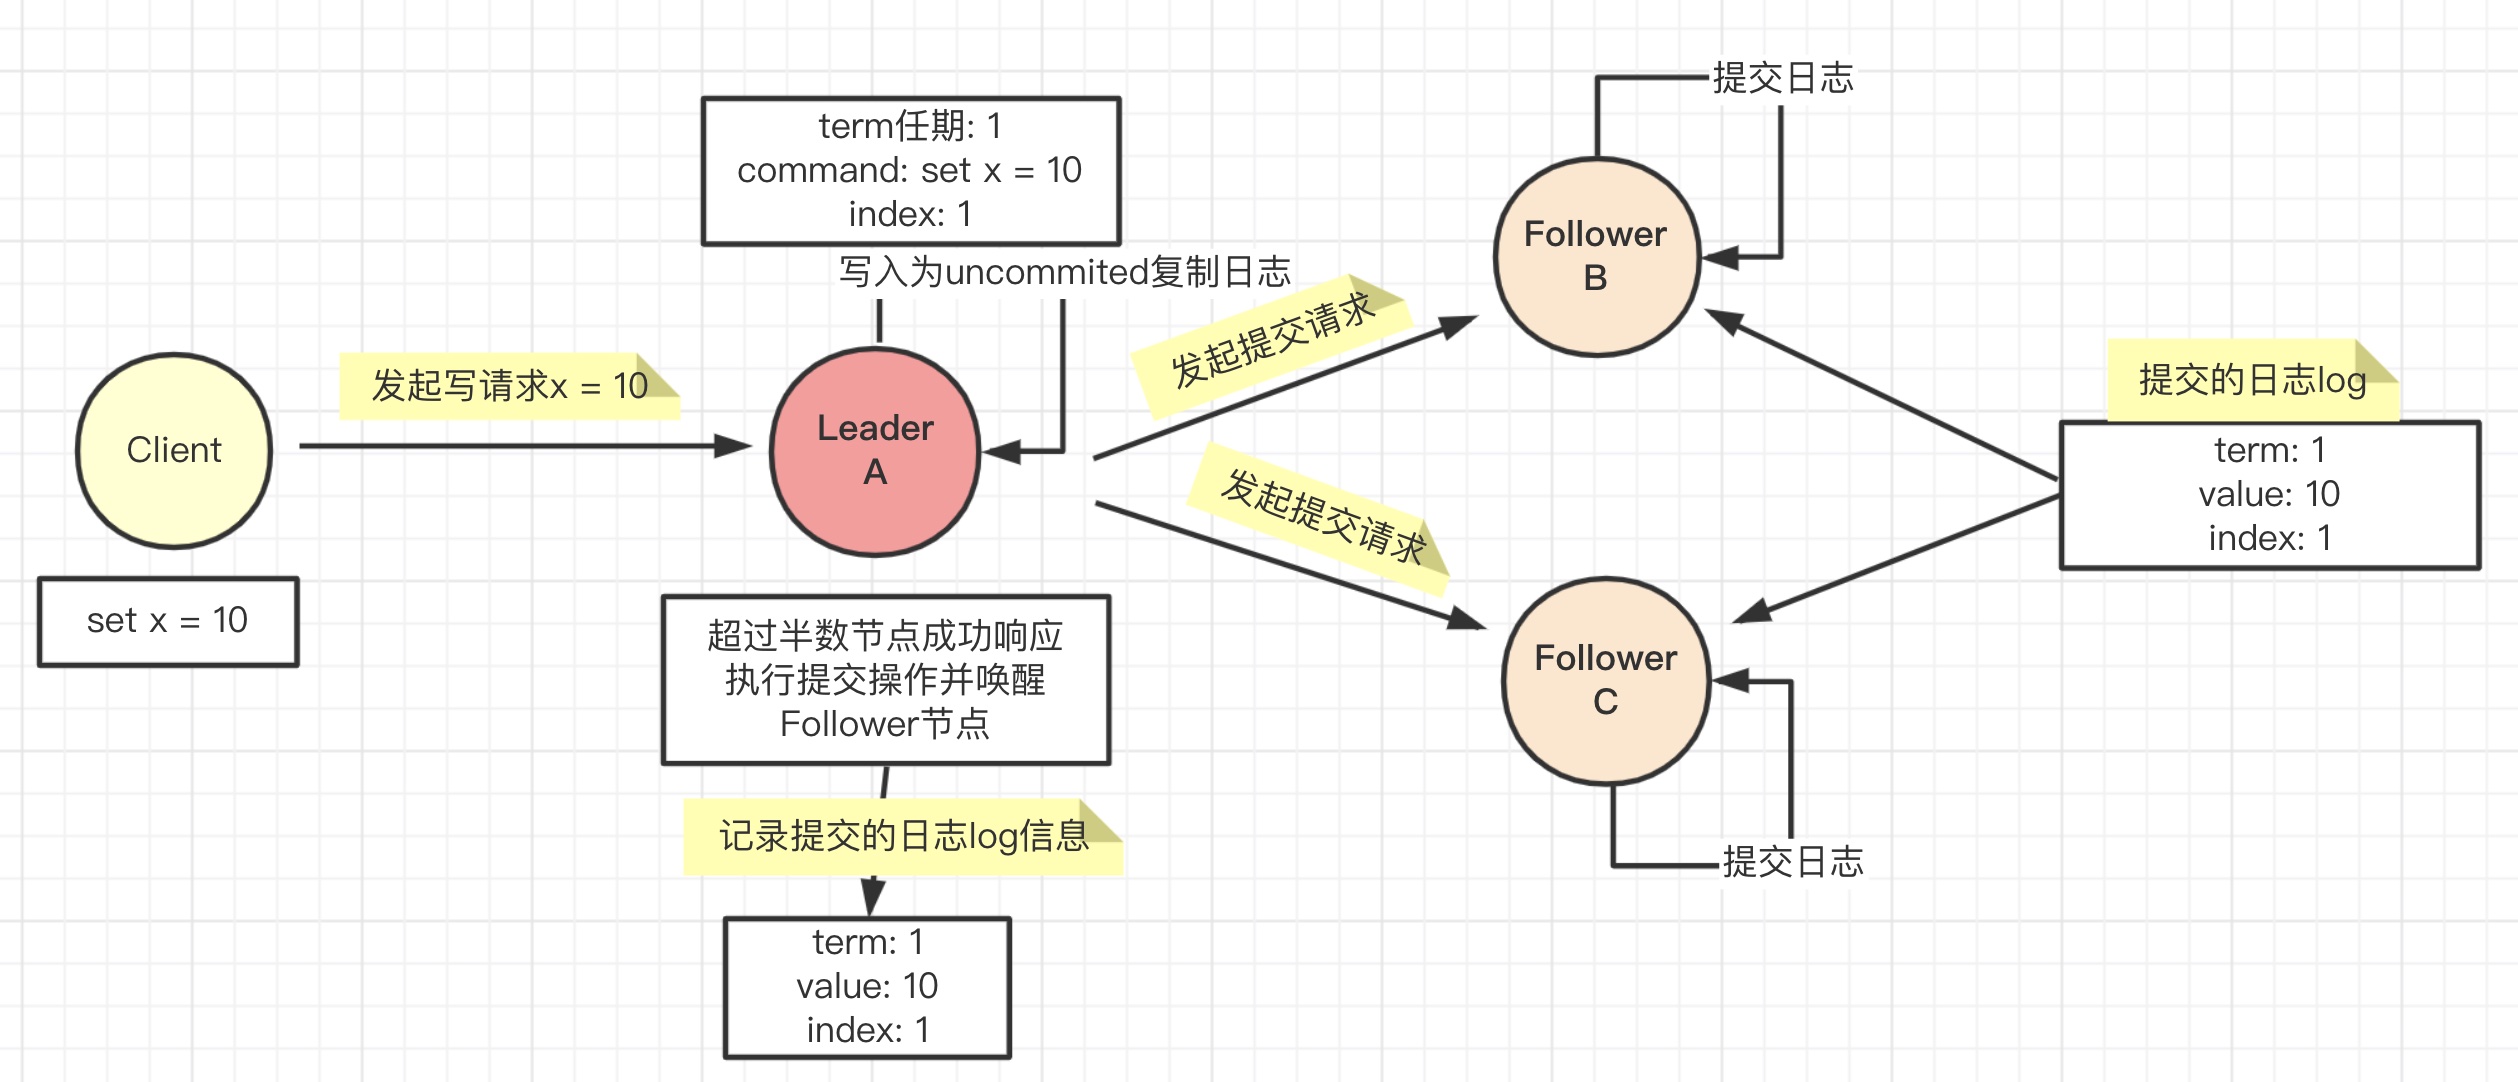 提交日志
term任期: 1
command: set x = 10
index: 1
写入为uncommited复制日志
Follower
B
发起提交请求
发起写请求x = 10
提交的日志log
Client
Leader
A
term: 1
value: 10
index: 1
发起提交请求
set x = 10
超过半数节点成功响应
执行提交操作并唤醒
Follower节点
Follower
C
记录提交的日志log信息
提交日志
term: 1
value: 10
index: 1